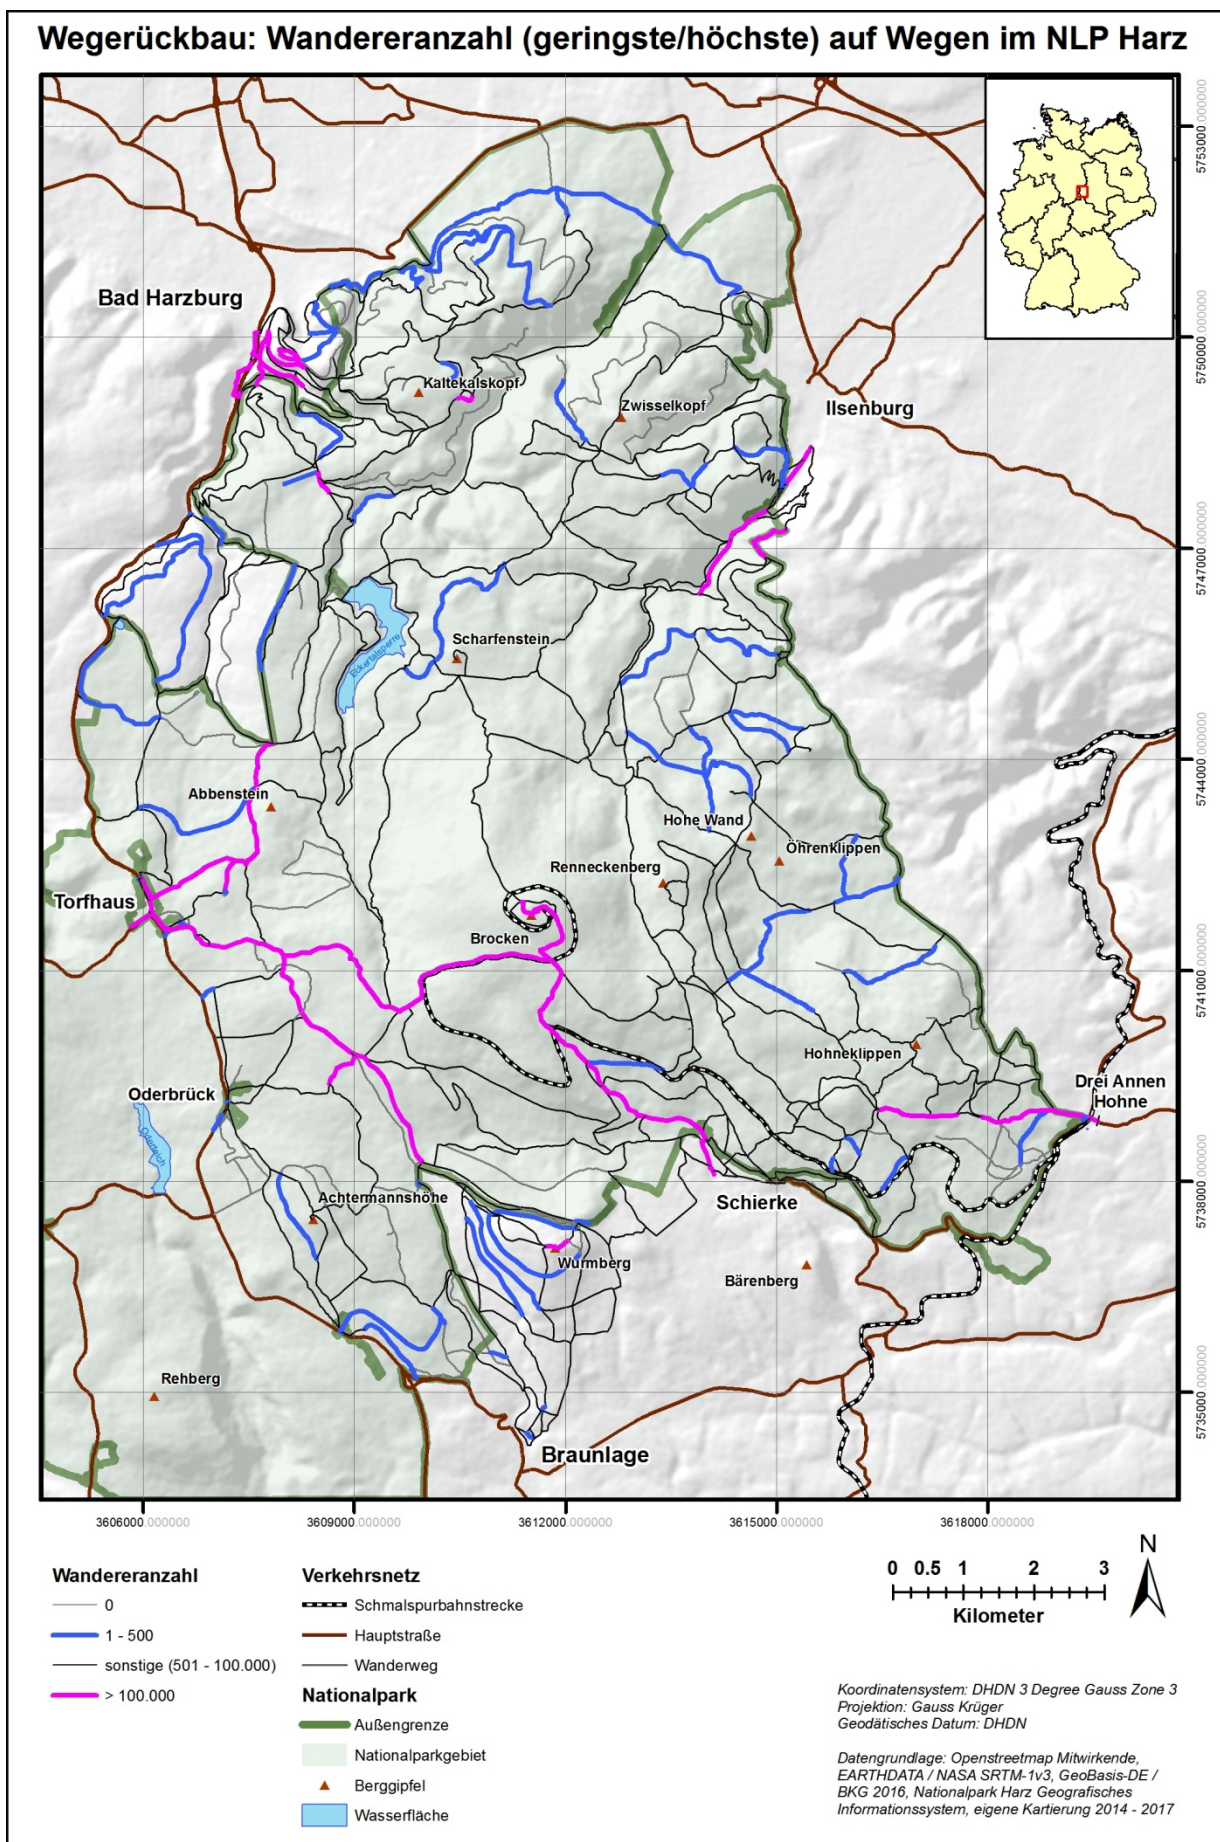 Wegerückbau: Wandereranzahl (geringste/höchste) auf Wegen im NLP Harz
5753000.000000
Bad Harzburg
5750000.000000
Kaltekalskopf
Zwisselkopf
Ilsenburg
5747000.000000
Scharfenstein
Eckertalsperre
5744000.000000
Abbenstein
Hohe Wand
Öhrenklippen
Renneckenberg
Torfhaus
Brocken
5741000.000000
Hohneklippen
Oderbrück
Drei Annen
Hohne
Oderteich
5738000.000000
Achtermannshöhe
Schierke
Wurmberg
Bärenberg
Rehberg
5735000.000000
Braunlage
3606000.000000 3609000.000000 3612000.000000 3615000.000000 3618000.000000
Wandereranzahl
0
1 - 500
sonstige (501 - 100.000)
> 100.000
Verkehrsnetz
Schmalspurbahnstrecke
Hauptstraße
Wanderweg
Nationalpark
Außengrenze
Nationalparkgebiet
Berggipfel
Wasserfläche
N
0 0.5 1 2 3
Kilometer
Koordinatensystem: DHDN 3 Degree Gauss Zone 3
Projektion: Gauss Krüger
Geodätisches Datum: DHDN
Datengrundlage: Openstreetmap Mitwirkende,
EARTHDATA / NASA SRTM-1v3, GeoBasis-DE /
BKG 2016, Nationalpark Harz Geografisches
Informationssystem, eigene Kartierung 2014 - 2017